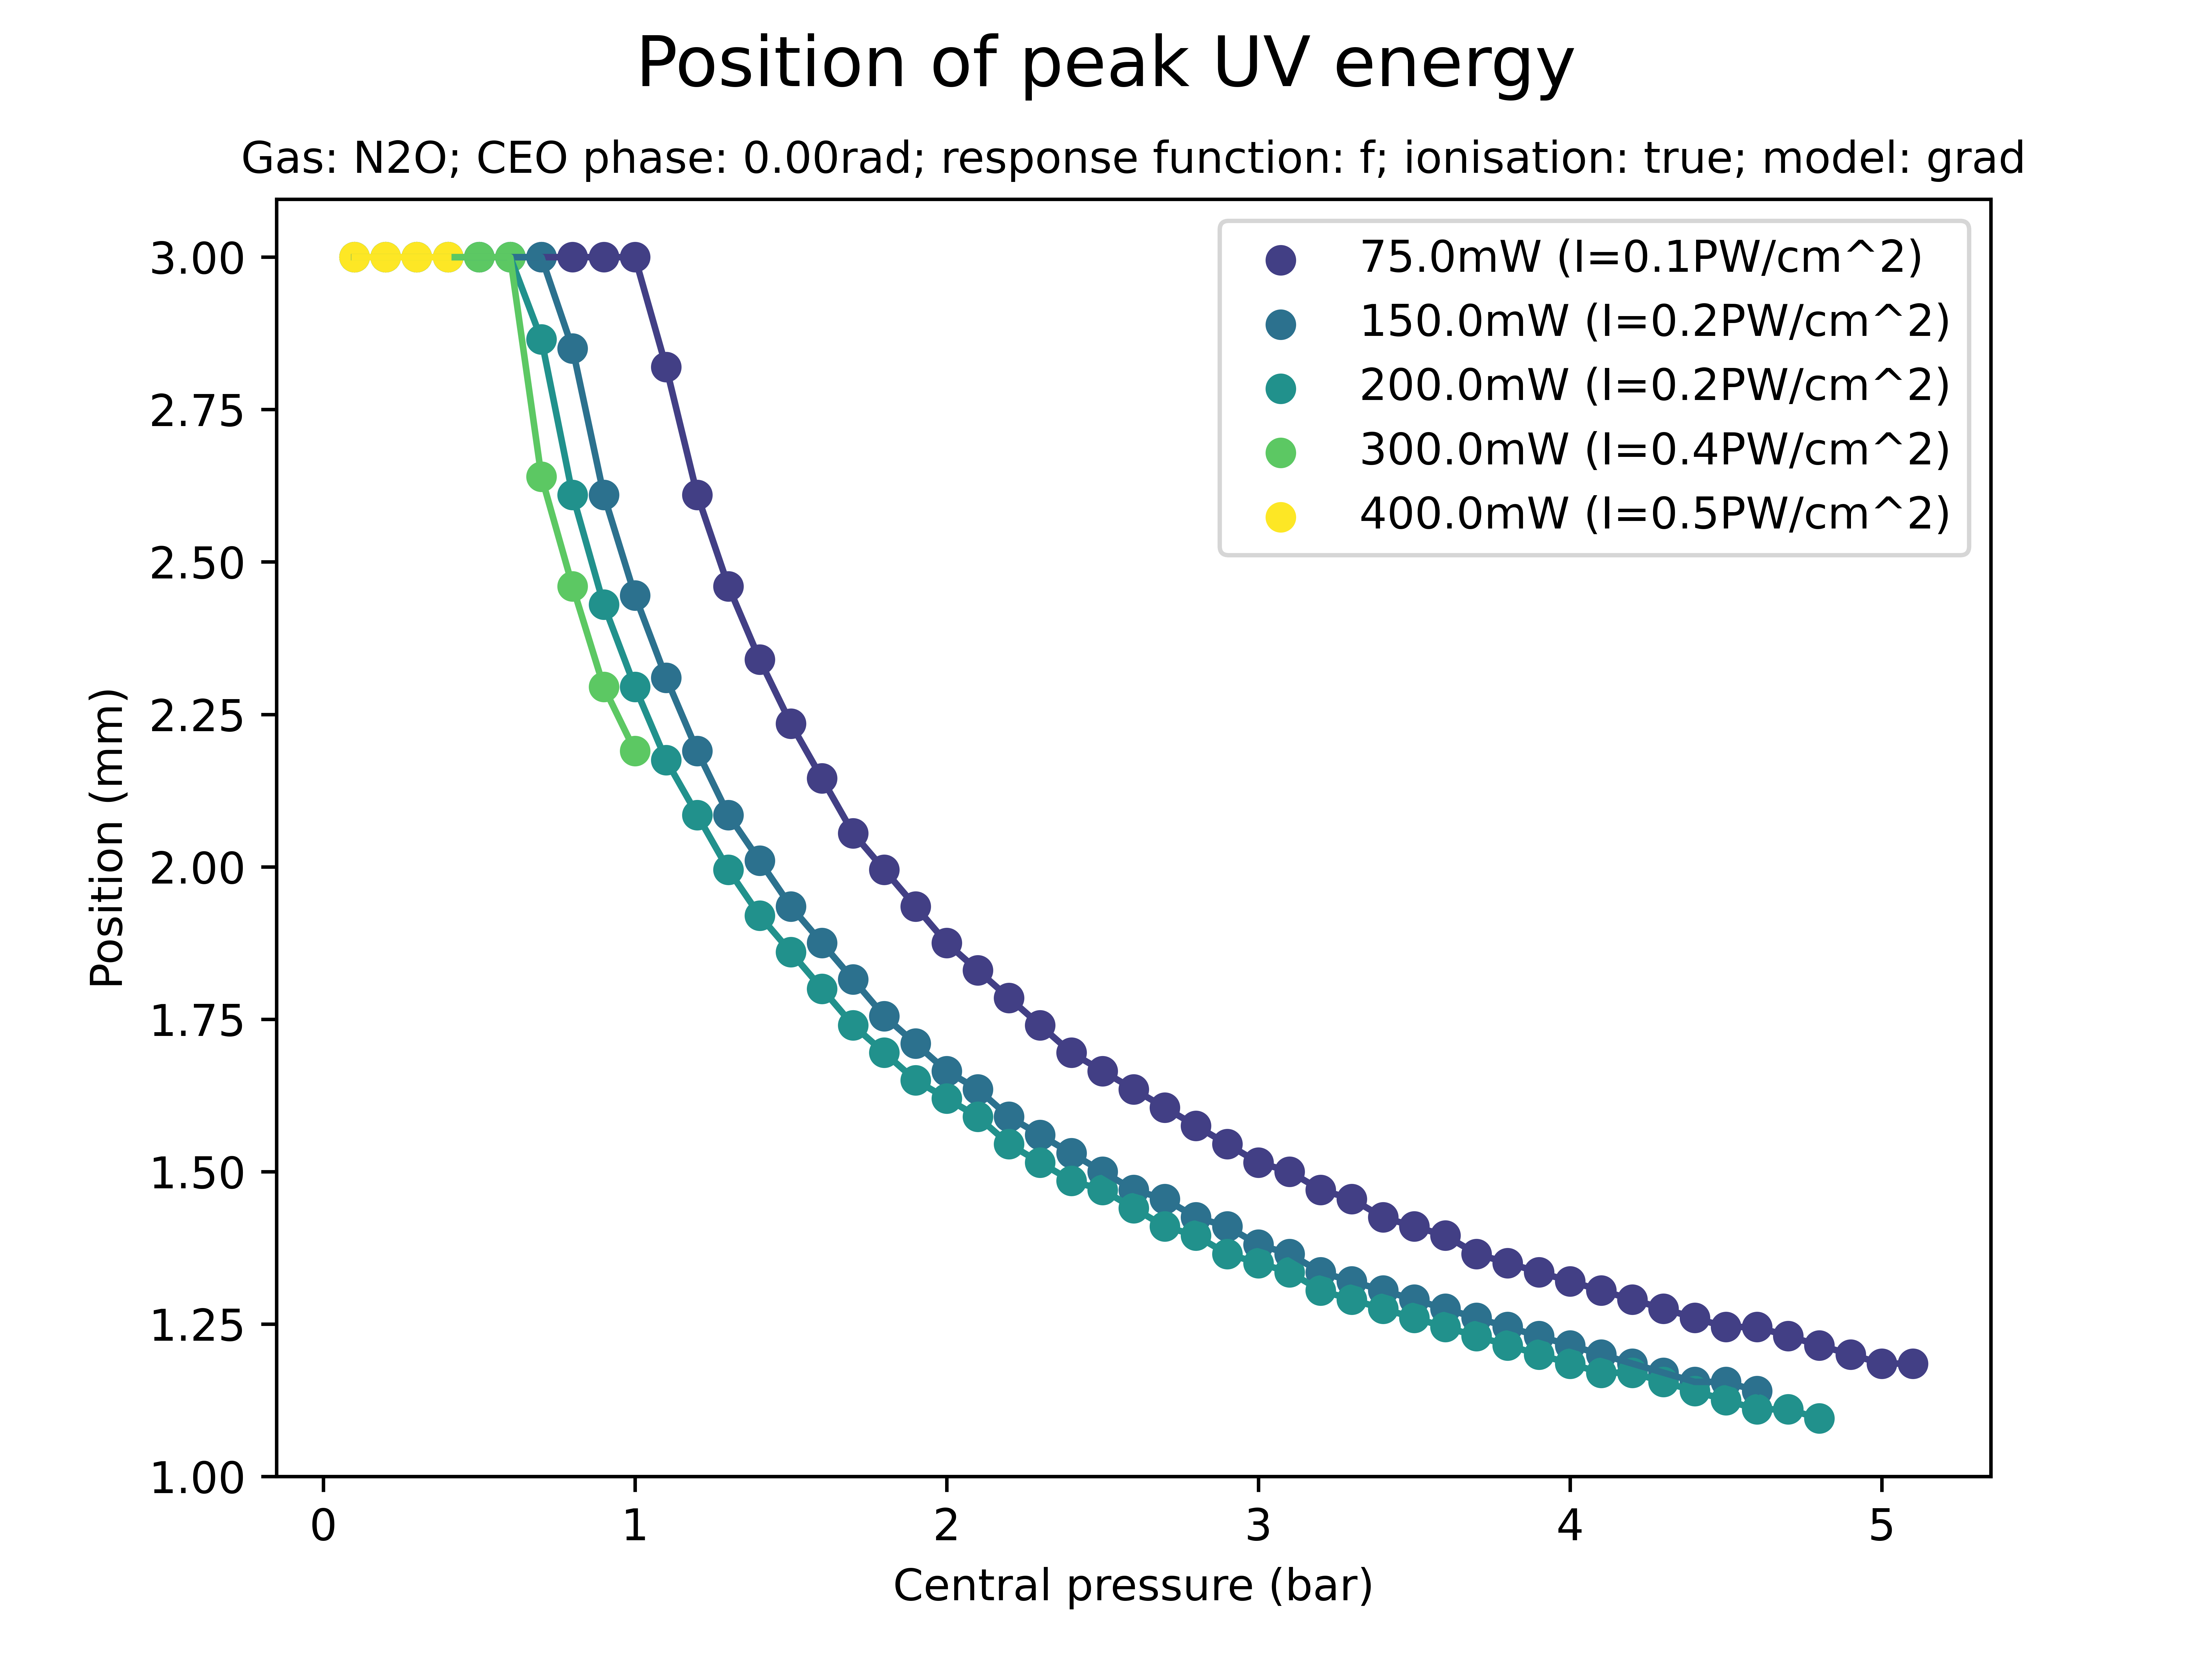 Position of peak UV energy
Gas: N2O; CEO phase: 0.00rad; response function: f; ionisation: true; model: grad
75.0mW (I=0.1PW/cm^2)
150.0mW (I=0.2PW/cm^2)
200.0mW (I=0.2PW/cm^2)
300.0mW (I=0.4PW/cm^2)
400.0mW (I=0.5PW/cm^2)
Position (mm)
3.00
2.75
2.50
2.25
2.00
1.75
1.50
1.25
1.00
0 1 2 3 4 5
Central pressure (bar)